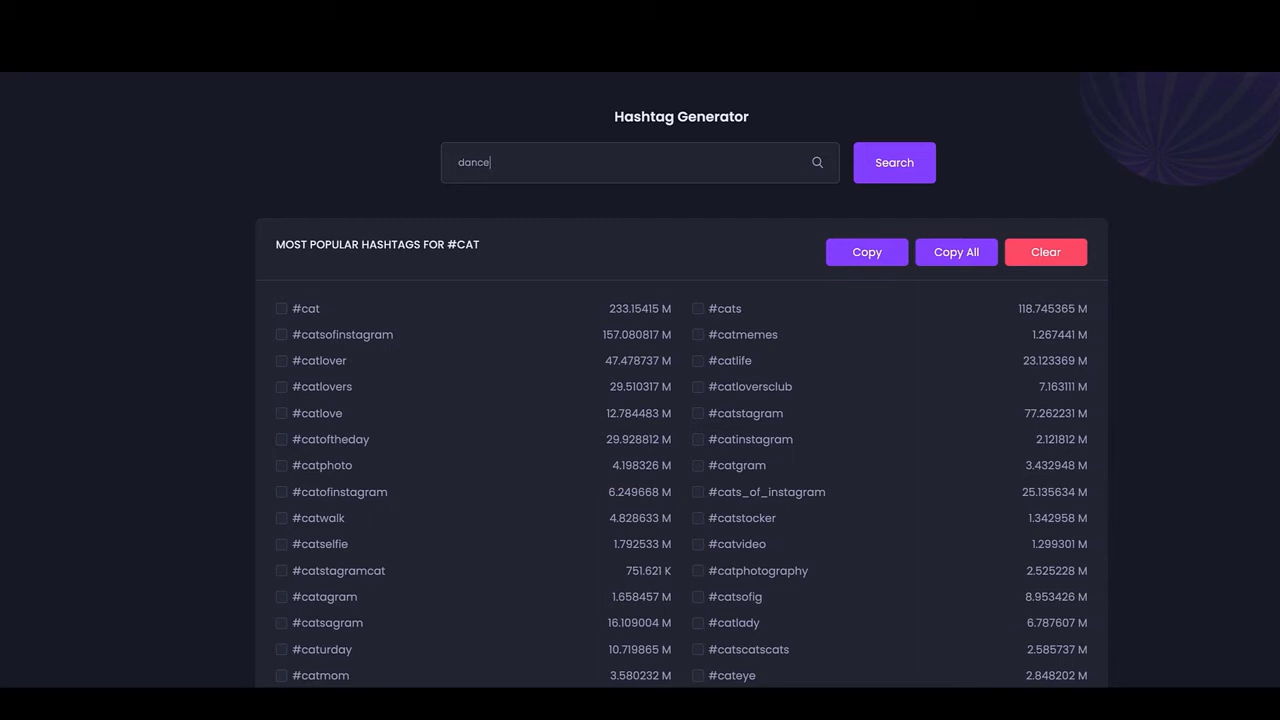 Hashtag Generator
dance
Search
MOST POPULAR HASHTAGS FOR #CAT
Copy
Copy All
Clear
#cat 233.15415 M #cats 118.745365 M
#catsofinstagram 157.080817 M #catmemes 1.267441 M
#catlover 47.478737 M #catlife 23.123369 M
#catlovers 29.510317 M #catloversclub 7.163111 M
#catlove 12.784483 M #catstagram 77.262231 M
#catoftheday 29.928812 M #catinstagram 2.121812 M
#catphoto 4.198326 M #catgram 3.432948 M
#catofinstagram 6.249668 M #cats_of_instagram 25.135634 M
#catwalk 4.828633 M #catstocker 1.342958 M
#catselfie 1.792533 M #catvideo 1.299301 M
#catstagramcat 751.621 K #catphotography 2.525228 M
#catagram 1.658457 M #catsofig 8.953426 M
#catsagram 16.109004 M #catlady 6.787607 M
#caturday 10.719865 M #catscatscats 2.585737 M
#catmom 3.580232 M #cateye 2.848202 M